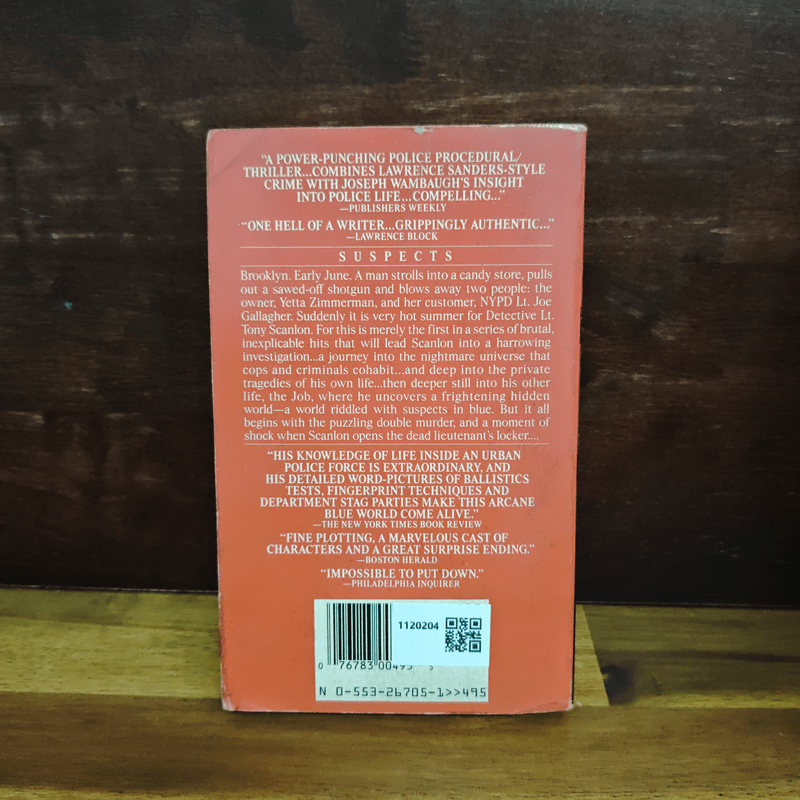 “A POWER-PUNCHING POLICE PROCEDURAL/
THRILLER...COMBINES LAWRENCE SANDERS-STYLE
CRIME WITH JOSEPH WAMBAUGH'S INSIGHT
INTO POLICE LIFE...COMPELLING...”
—PUBLISHERS WEEKLY
“ONE HELL OF A WRITER...GRIPPINGLY AUTHENTIC...”
—LAWRENCE BLOCK
SUSPECTS
Brooklyn. Early June. A man strolls into a candy store, pulls
out a sawed-off shotgun and blows away two people: the
owner, Yetta Zimmerman, and her customer, NYPD Lt. Joe
Gallagher. Suddenly it is very hot summer for Detective Lt.
Tony Scanlon. For this is merely the first in a series of brutal,
inexplicable hits that will lead Scanlon into a harrowing
investigation...a journey into the nightmare universe that
cops and criminals cohabit...and deep into the private
tragedies of his own life...then deeper still into his other
life, the Job, where he uncovers a frightening hidden
world—a world riddled with suspects in blue. But it all
begins with the puzzling double murder, and a moment of
shock when Scanlon opens the dead lieutenant's locker....
“HIS KNOWLEDGE OF LIFE INSIDE AN URBAN
POLICE FORCE IS EXTRAORDINARY, AND
HIS DETAILED WORD-PICTURES OF BALLISTICS
TESTS, FINGERPRINT TECHNIQUES AND
DEPARTMENT STAG PARTIES MAKE THIS ARCANE
BLUE WORLD COME ALIVE.”
—THE NEW YORK TIMES BOOK REVIEW
“FINE PLOTTING, A MARVELOUS CAST OF
CHARACTERS AND A GREAT SURPRISE ENDING.”
—BOSTON HERALD
“IMPOSSIBLE TO PUT DOWN.”
—PHILADELPHIA INQUIRER
1120204
0 76783 00495 5
N 0-553-26705-1>>495